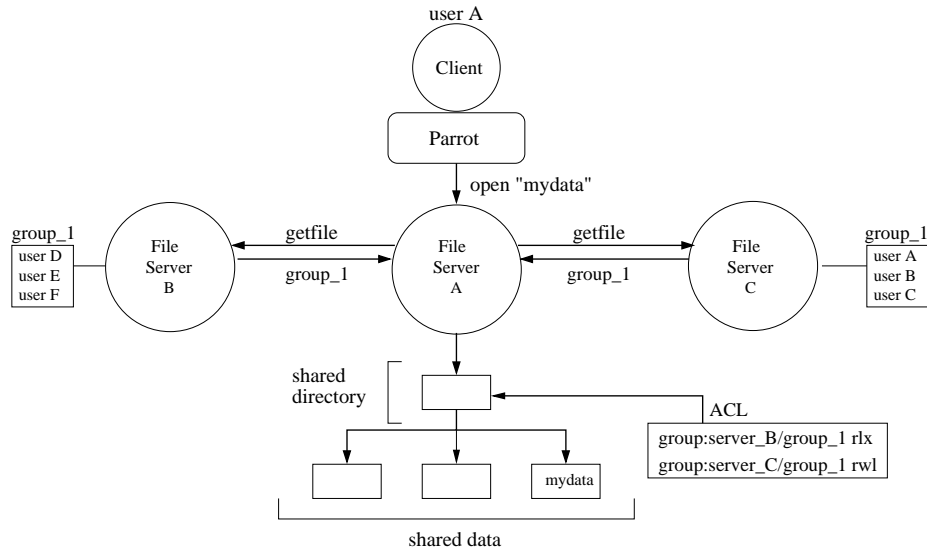 user A
Client
Parrot
open "mydata"
group_1
user D
user E
user F
File
Server
B
getfile
group_1
File
Server
A
getfile
group_1
File
Server
C
group_1
user A
user B
user C
shared
directory
ACL
group:server_B/group_1 rlx
group:server_C/group_1 rwl
mydata
shared data